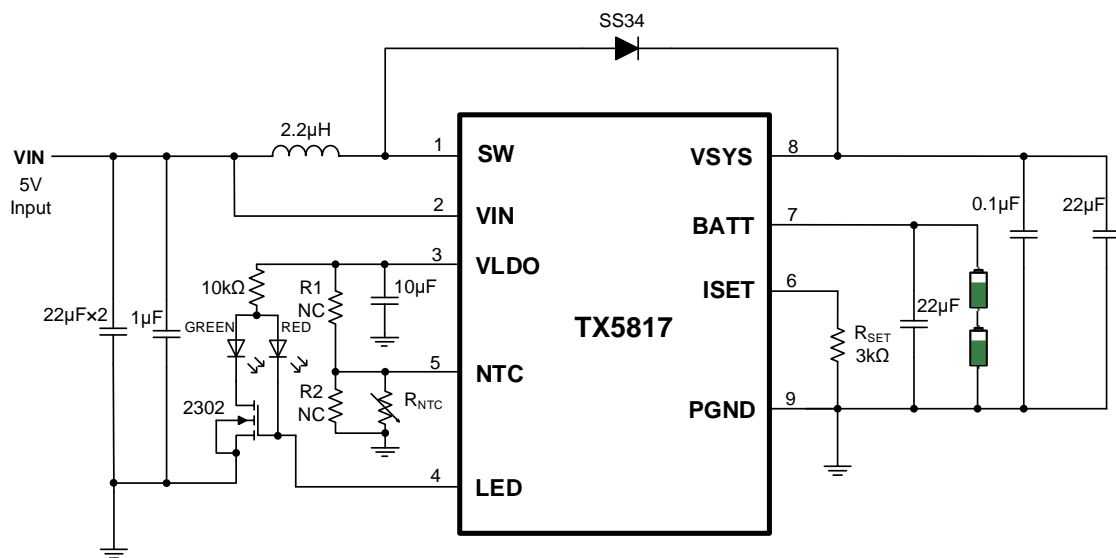 SS34
2.2µH
1
SW
VSYS
8
VIN
5V
Input
2
VIN
7
BATT
0.1µF
22µF
3
VLDO
6
ISET
10kΩ
R1
NC
10µF
22µF×2
1µF
GREEN
RED
TX5817
22µF
RSET
3kΩ
5
NTC
R2
NC
RNTC
2302
9
PGND
4
LED